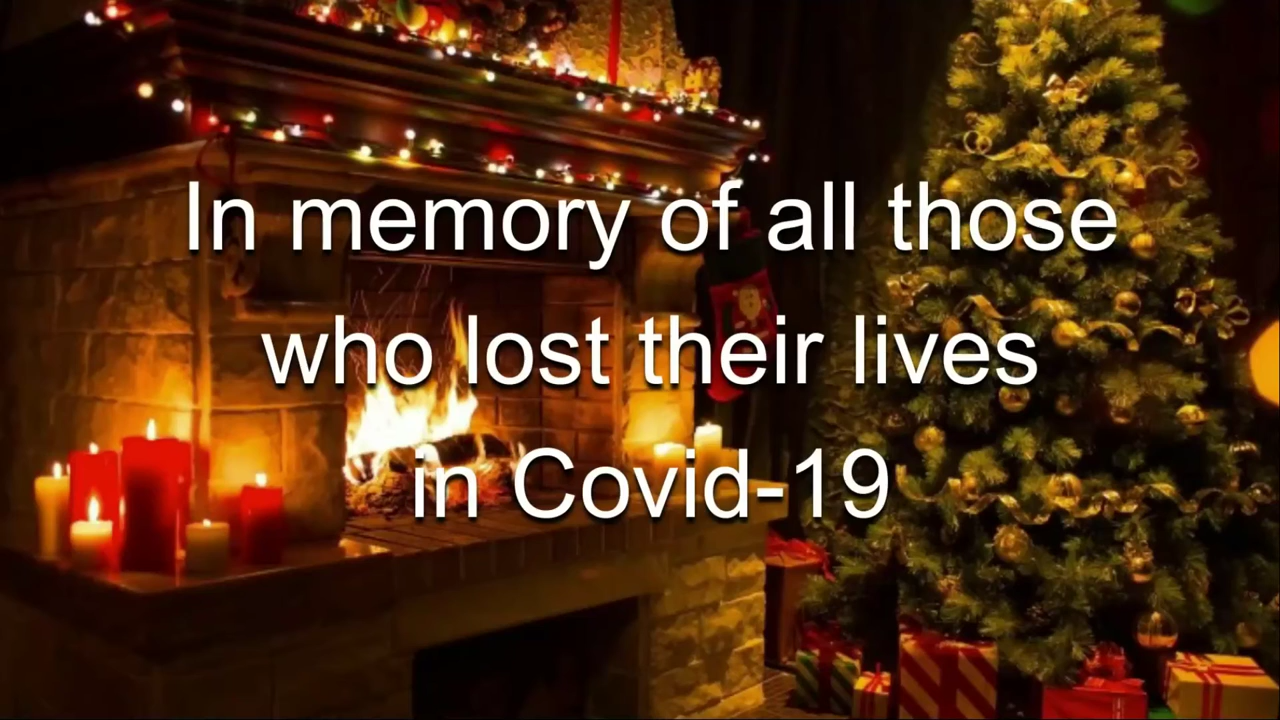 In memory of all those
who lost their lives
in Covid-19